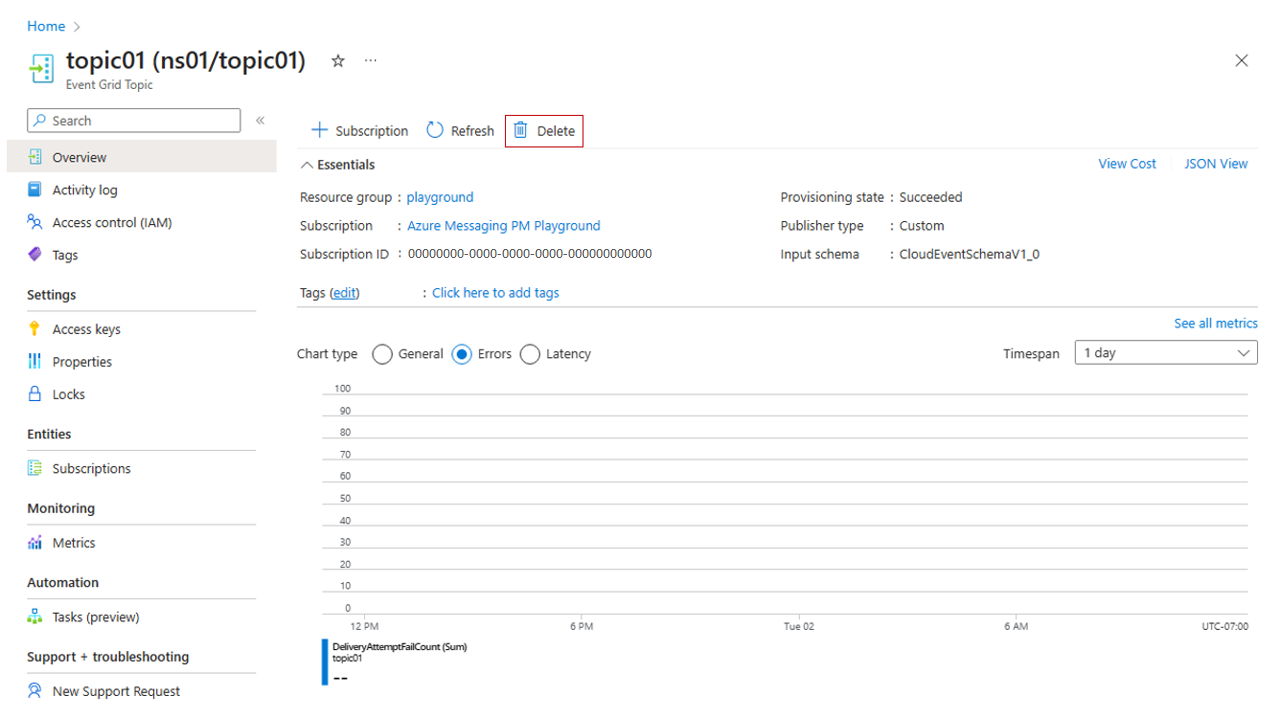 Home
topic01 (ns01/topic01)
Event Grid Topic
Search
Overview
Activity log
Access control (IAM)
Tags
Settings
Access keys
Properties
Locks
Entities
Subscriptions
Monitoring
Metrics
Automation
Tasks (preview)
Support + troubleshooting
New Support Request
Subscription Refresh Delete
Essentials View Cost JSON View
Resource group : playground
Subscription : Azure Messaging PM Playground
Subscription ID : 00000000-0000-0000-0000-000000000000
Provisioning state : Succeeded
Publisher type : Custom
Input schema : CloudEventSchemaV1_0
Tags (edit) : Click here to add tags
See all metrics
Chart type General Errors Latency Timespan 1 day
100
90
80
70
60
50
40
30
20
10
0
12 PM 6 PM Tue 02 6 AM UTC-07:00
DeliveryAttemptFailCount (Sum)
topic01
--